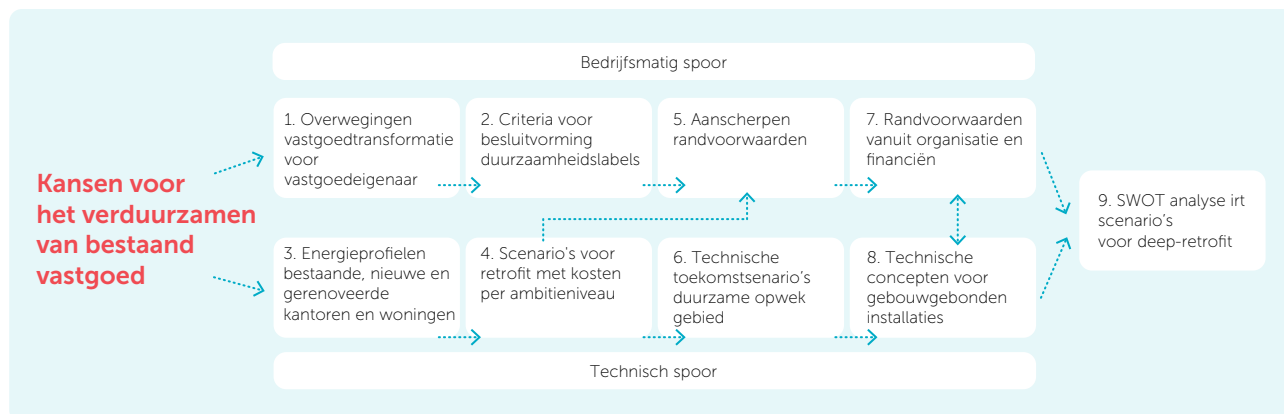 Bedrijfsmatig spoor
Kansen voor
het verduurzamen
van bestaand
vastgoed
1. Overwegingen
vastgoedtransformatie
voor
vastgoedeigenaar
2. Criteria voor
besluitvorming
duurzaamheidslabels
5. Aanscherpen
randvoorwaarden
7. Randvoorwaarden
vanuit organisatie en
financiën
3. Energieprofielen
bestaande, nieuwe en
gerenoveerde
kantoren en woningen
4. Scenario's voor
retrofit met kosten
per ambitieniveau
6. Technische
toekomstsenario's
duurzame opwek
gebied
8. Technische
concepten voor
gebouwgebonden
installaties
9. SWOT analyse irt
scenario's
voor deep-retrofit
Technisch spoor